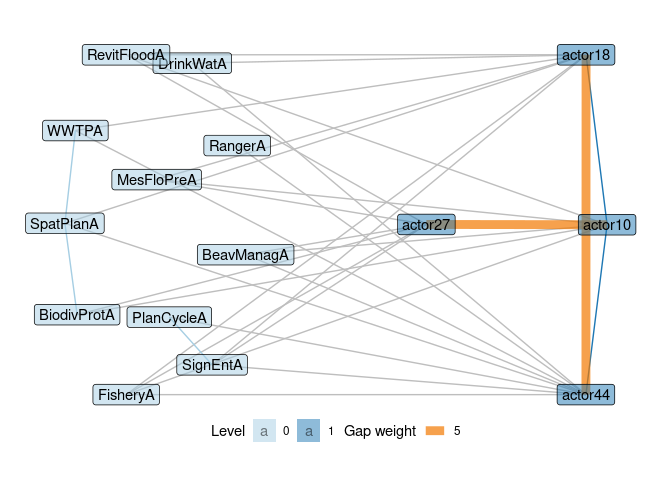 RevitFloodA
DrinkWatA
actor18
WWTPA
RangerA
MesFloPreA
SpatPlanA
actor27
actor10
BeavManagA
BiodivProtA
PlanCycleA
SignEntA
FisheryA
actor44
Level a 0 a 1 Gap weight 5